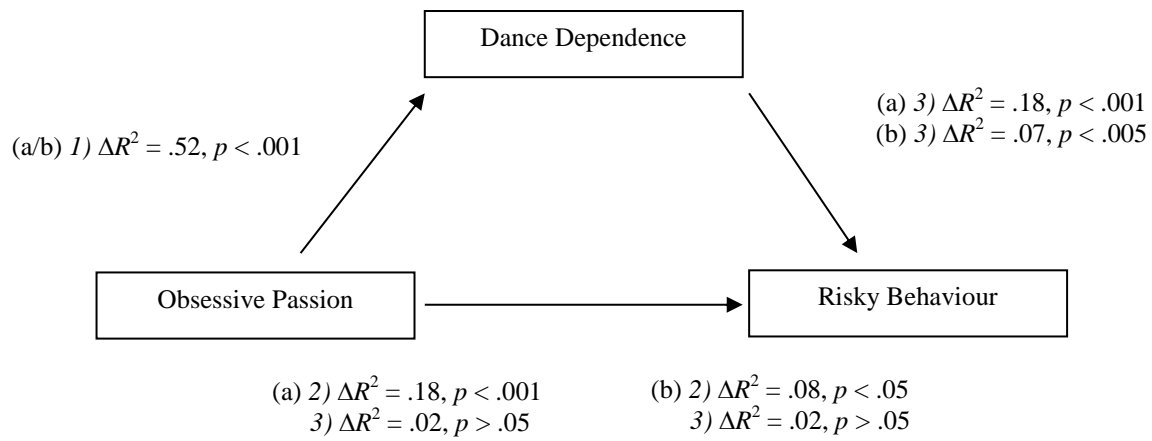 Dance Dependence
(a) 3) ΔR² = .18, p < .001
(b) 3) ΔR² = .07, p < .005
(a/b) 1) ΔR² = .52, p < .001
Obsessive Passion
Risky Behaviour
(a) 2) ΔR² = .18, p < .001
3) ΔR² = .02, p > .05
(b) 2) ΔR² = .08, p < .05
3) ΔR² = .02, p > .05